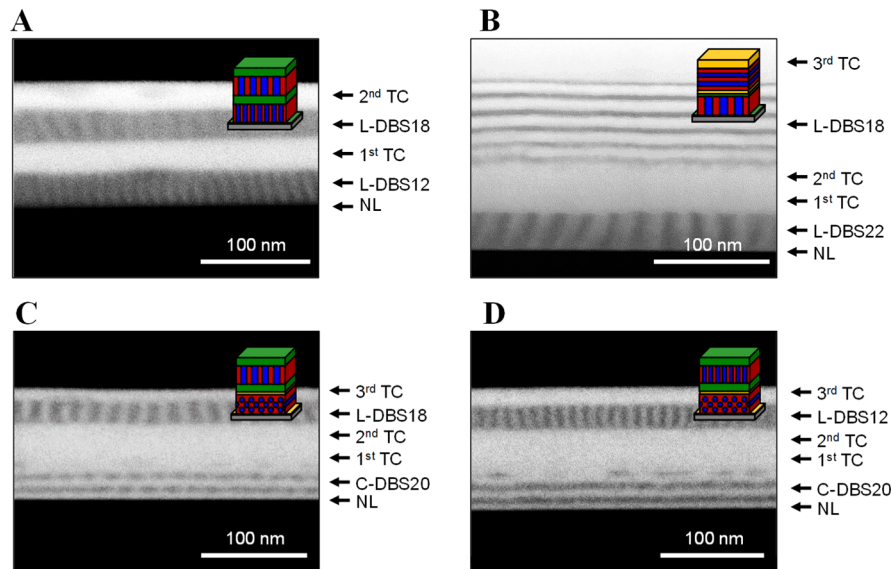 A
2nd TC
L-DBS18
1st TC
L-DBS12
NL
100 nm
B
3rd TC
L-DBS18
2nd TC
1st TC
L-DBS22
NL
100 nm
C
3rd TC
L-DBS18
2nd TC
1st TC
C-DBS20
NL
100 nm
D
3rd TC
L-DBS12
2nd TC
1st TC
C-DBS20
NL
100 nm